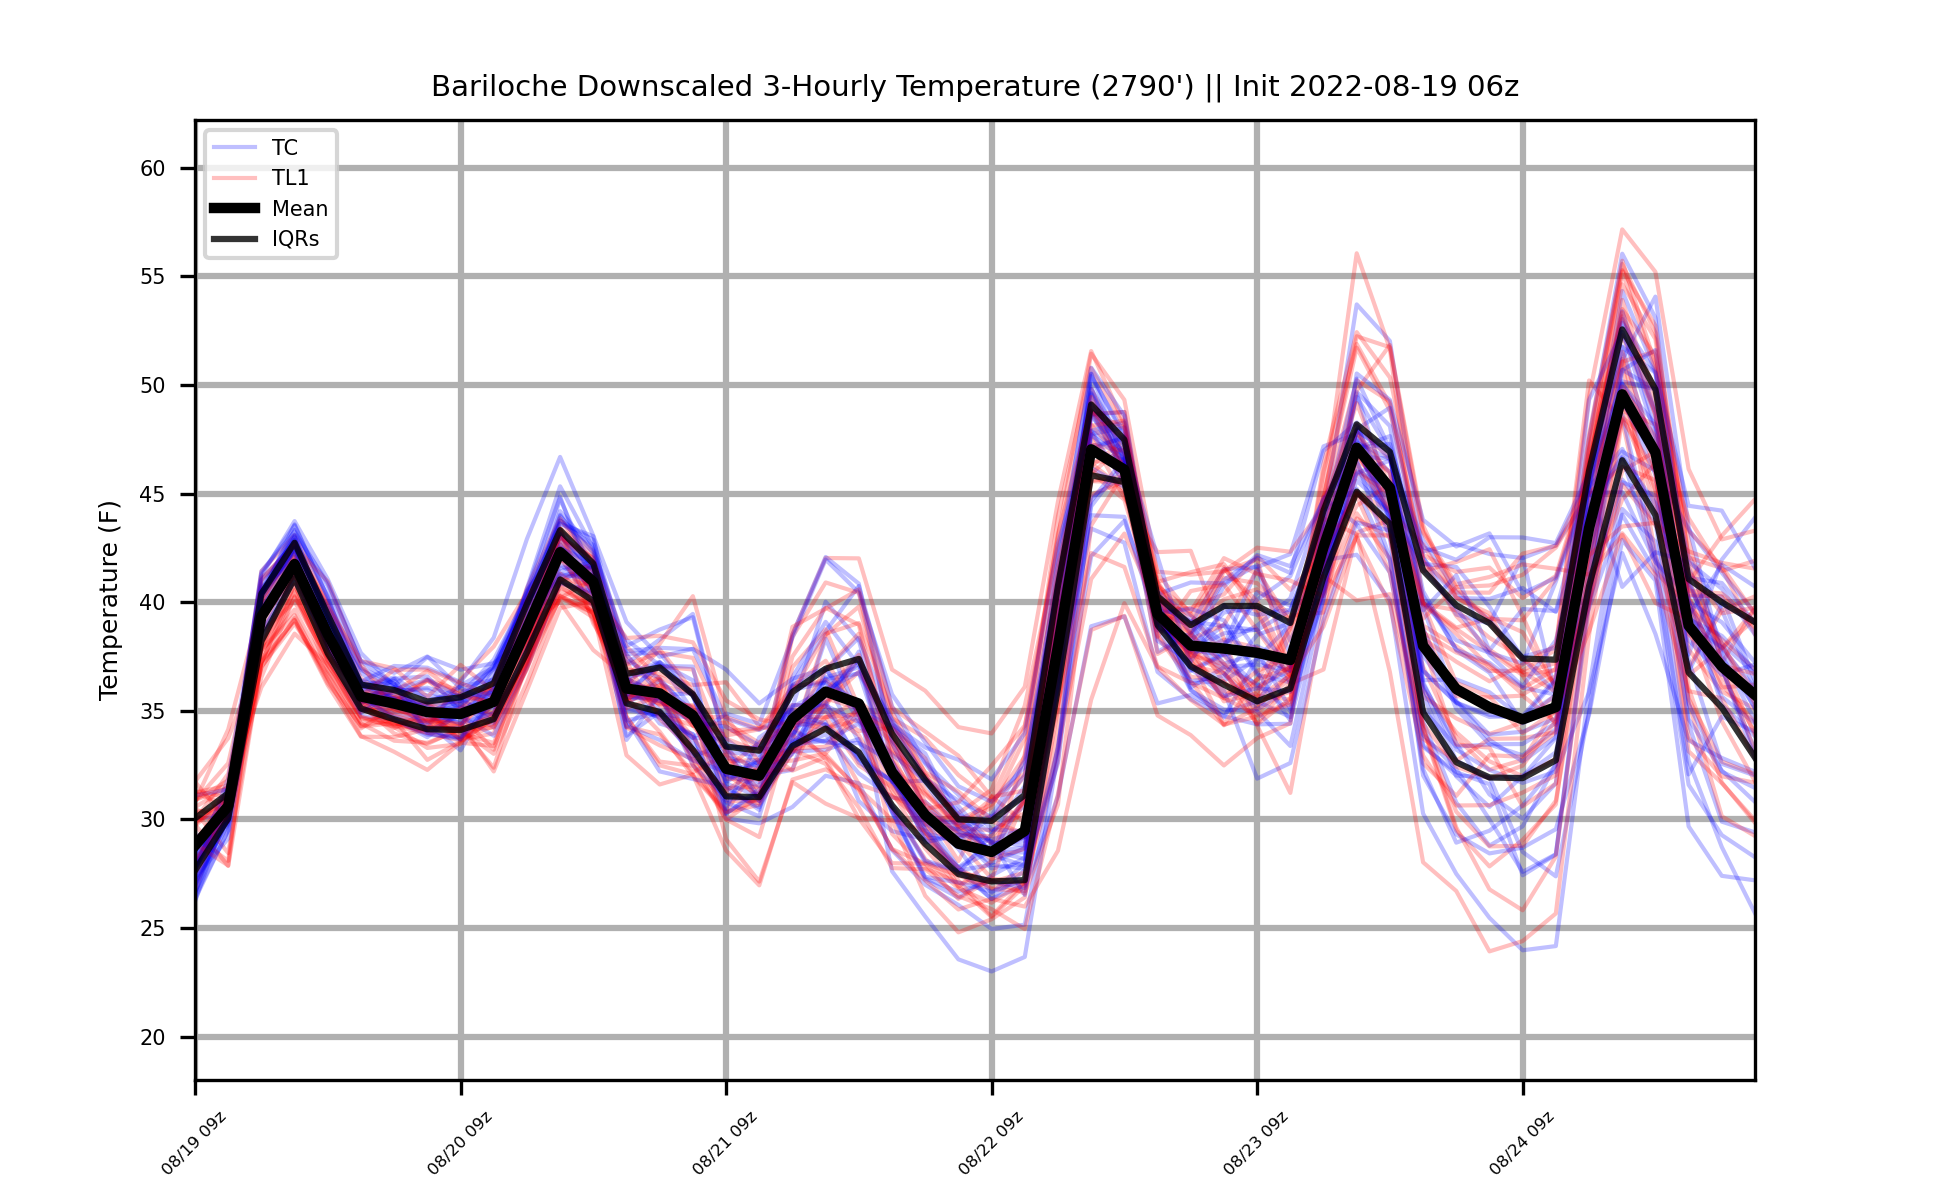 Bariloche Downscaled 3-Hourly Temperature (2790') || Init 2022-08-19 06z
TC
TL1
Mean
IQRs
Temperature (F)
60
55
50
45
40
35
30
25
20
08/19 09z
08/20 09z
08/21 09z
08/22 09z
08/23 09z
08/24 09z